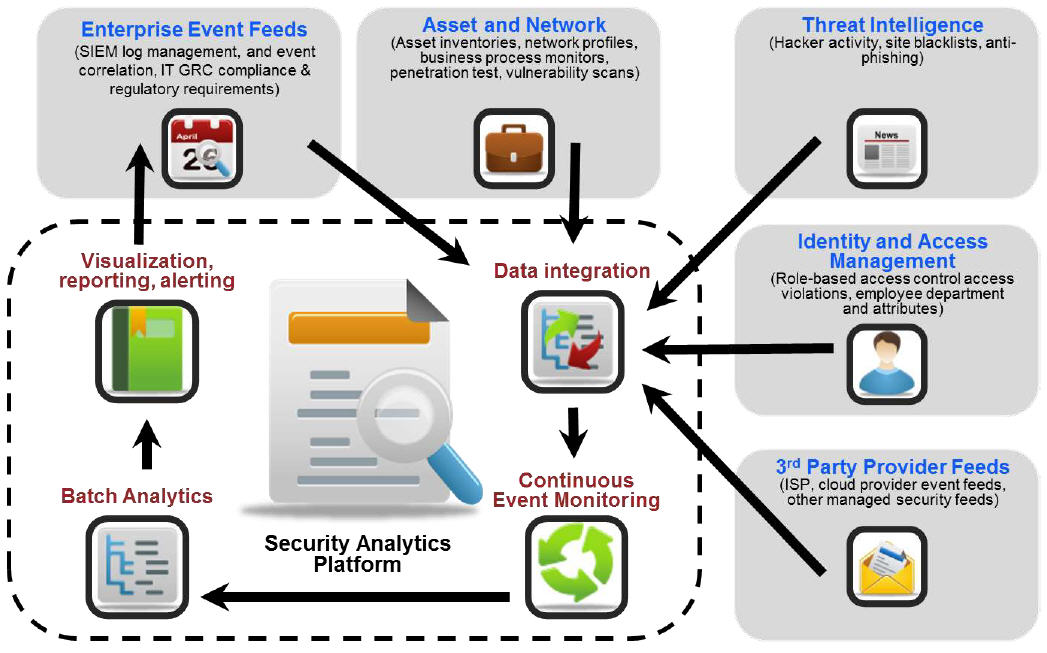 Enterprise Event Feeds
(SIEM log management, and event
correlation, IT GRC compliance &
regulatory requirements)
April
26
Asset and Network
(Asset inventories, network profiles,
business process monitors,
penetration test, vulnerability scans)
Threat Intelligence
(Hacker activity, site blacklists, anti-
phishing)
News
Identity and Access
Management
(Role-based access control access
violations, employee department
and attributes)
3rd Party Provider Feeds
(ISP, cloud provider event feeds,
other managed security feeds)
Visualization,
reporting, alerting
Data integration
Batch Analytics
Continuous
Event Monitoring
Security Analytics
Platform